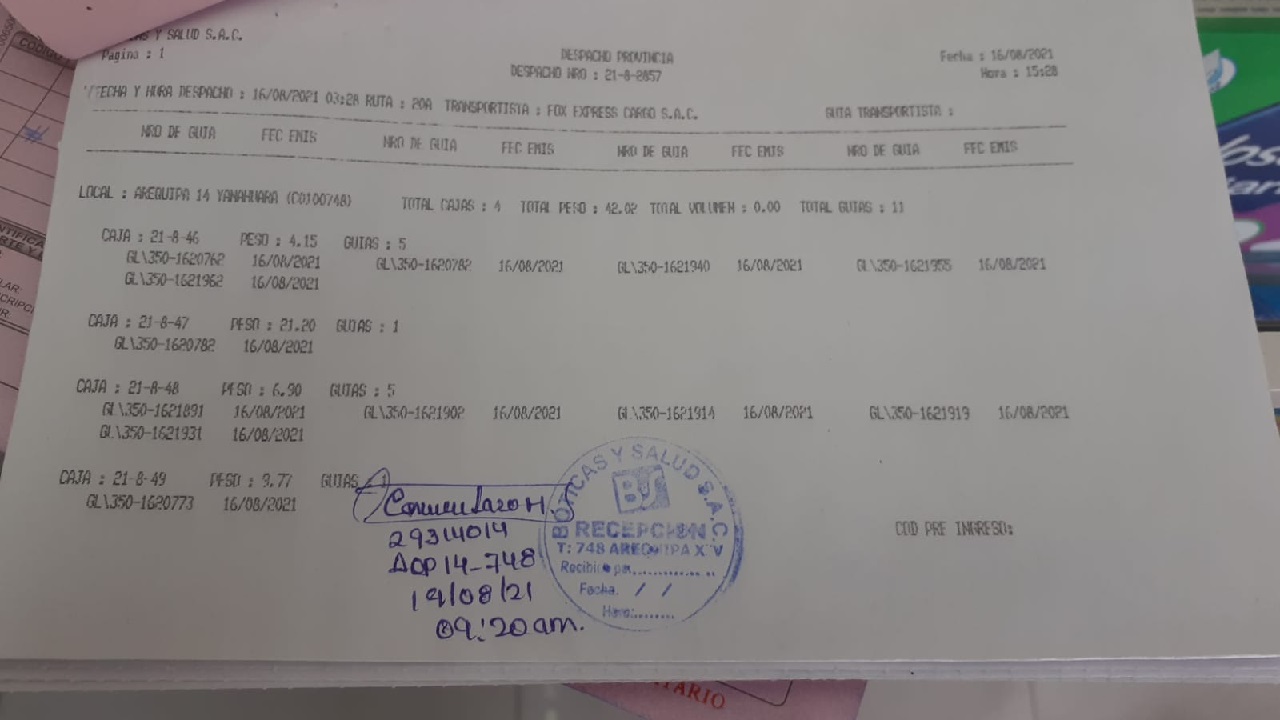 AS Y SALUD S.A.C.
Pagina : 1
DESPACHO PROVINCIA
DESPACHO NRO : 21-8-2857
Fecha : 16/08/2021
Hora : 15:28
FECHA Y HORA DESPACHO : 16/08/2021 03:28 RUTA : 20A TRANSPORTISTA : FOX EXPRESS CARGO S.A.C. GUIA TRANSPORTISTA :
NRO DE GUIA FEC EMIS NRO DE GUIA FEC EMIS NRO DE GUIA FEC EMIS NRO DE GUIA FEC EMIS
LOCAL : AREQUIPA 14 YANAHUARA (C0100748) TOTAL CAJAS : 4 TOTAL PESO : 42.02 TOTAL VOLUMEN : 0.00 TOTAL GUIAS : 11
CAJA : 21-8-46 PESO : 4.15 GUIAS : 5
GL\350-1620762 16/08/2021 GL\350-1620782 16/08/2021 GL\350-1621940 16/08/2021 GL\350-1621955 16/08/2021
GL\350-1621962 16/08/2021
CAJA : 21-8-47 PESO : 21.20 GUIAS : 1
GL\350-1620782 16/08/2021
CAJA : 21-8-48 PESO : 6.90 GUIAS : 5
GL\350-1621891 16/08/2021 GL\350-1621902 16/08/2021 GL\350-1621914 16/08/2021 GL\350-1621919 16/08/2021
GL\350-1621931 16/08/2021
CAJA : 21-8-49 PESO : 9.77 GUIAS : 1
GL\350-1620773 16/08/2021
COD PRE INGRESO:
29314014
AQP 14-748
19/08/21
09:20 am.
BOTICAS Y SALUD S.A.C.
BS
RECEPCION
T: 748 AREQUIPA XIV
Recibido por..................
Fecha: / /
Hora:.........
TARIO